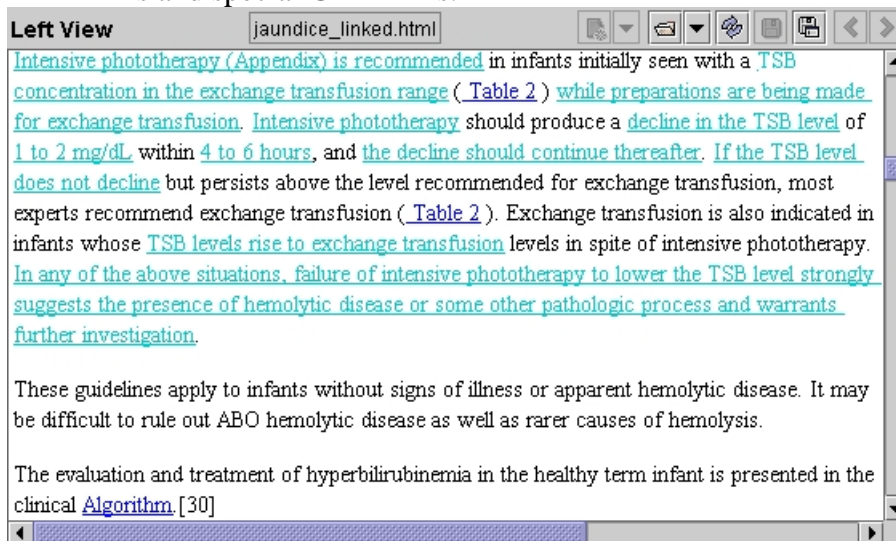 Left View jaundice_linked.html
Intensive phototherapy (Appendix) is recommended in infants initially seen with a TSB
concentration in the exchange transfusion range ( Table 2 ) while preparations are being made
for exchange transfusion. Intensive phototherapy should produce a decline in the TSB level of
1 to 2 mg/dL within 4 to 6 hours, and the decline should continue thereafter. If the TSB level
does not decline but persists above the level recommended for exchange transfusion, most
experts recommend exchange transfusion ( Table 2 ). Exchange transfusion is also indicated in
infants whose TSB levels rise to exchange transfusion levels in spite of intensive phototherapy.
In any of the above situations, failure of intensive phototherapy to lower the TSB level strongly
suggests the presence of hemolytic disease or some other pathologic process and warrants
further investigation.
These guidelines apply to infants without signs of illness or apparent hemolytic disease. It may
be difficult to rule out ABO hemolytic disease as well as rarer causes of hemolysis.
The evaluation and treatment of hyperbilirubinemia in the healthy term infant is presented in the
clinical Algorithm.[30]